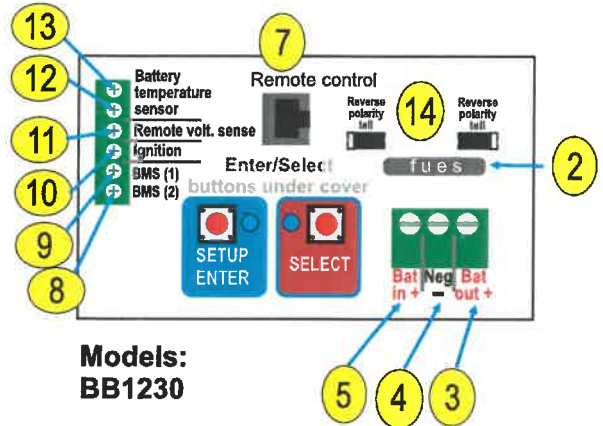 13
7
12
Battery
temperature
sensor
Remote control
14
Reverse
polarity
tell
Reverse
polarity
tell
11
Remote volt. sense
Ignition
Enter/Select
fues
2
10
BMS (1)
BMS (2)
buttons under cover
9
8
SETUP
ENTER
SELECT
Bat
in +
Neg
–
Bat
out +
Models:
BB1230
5
4
3